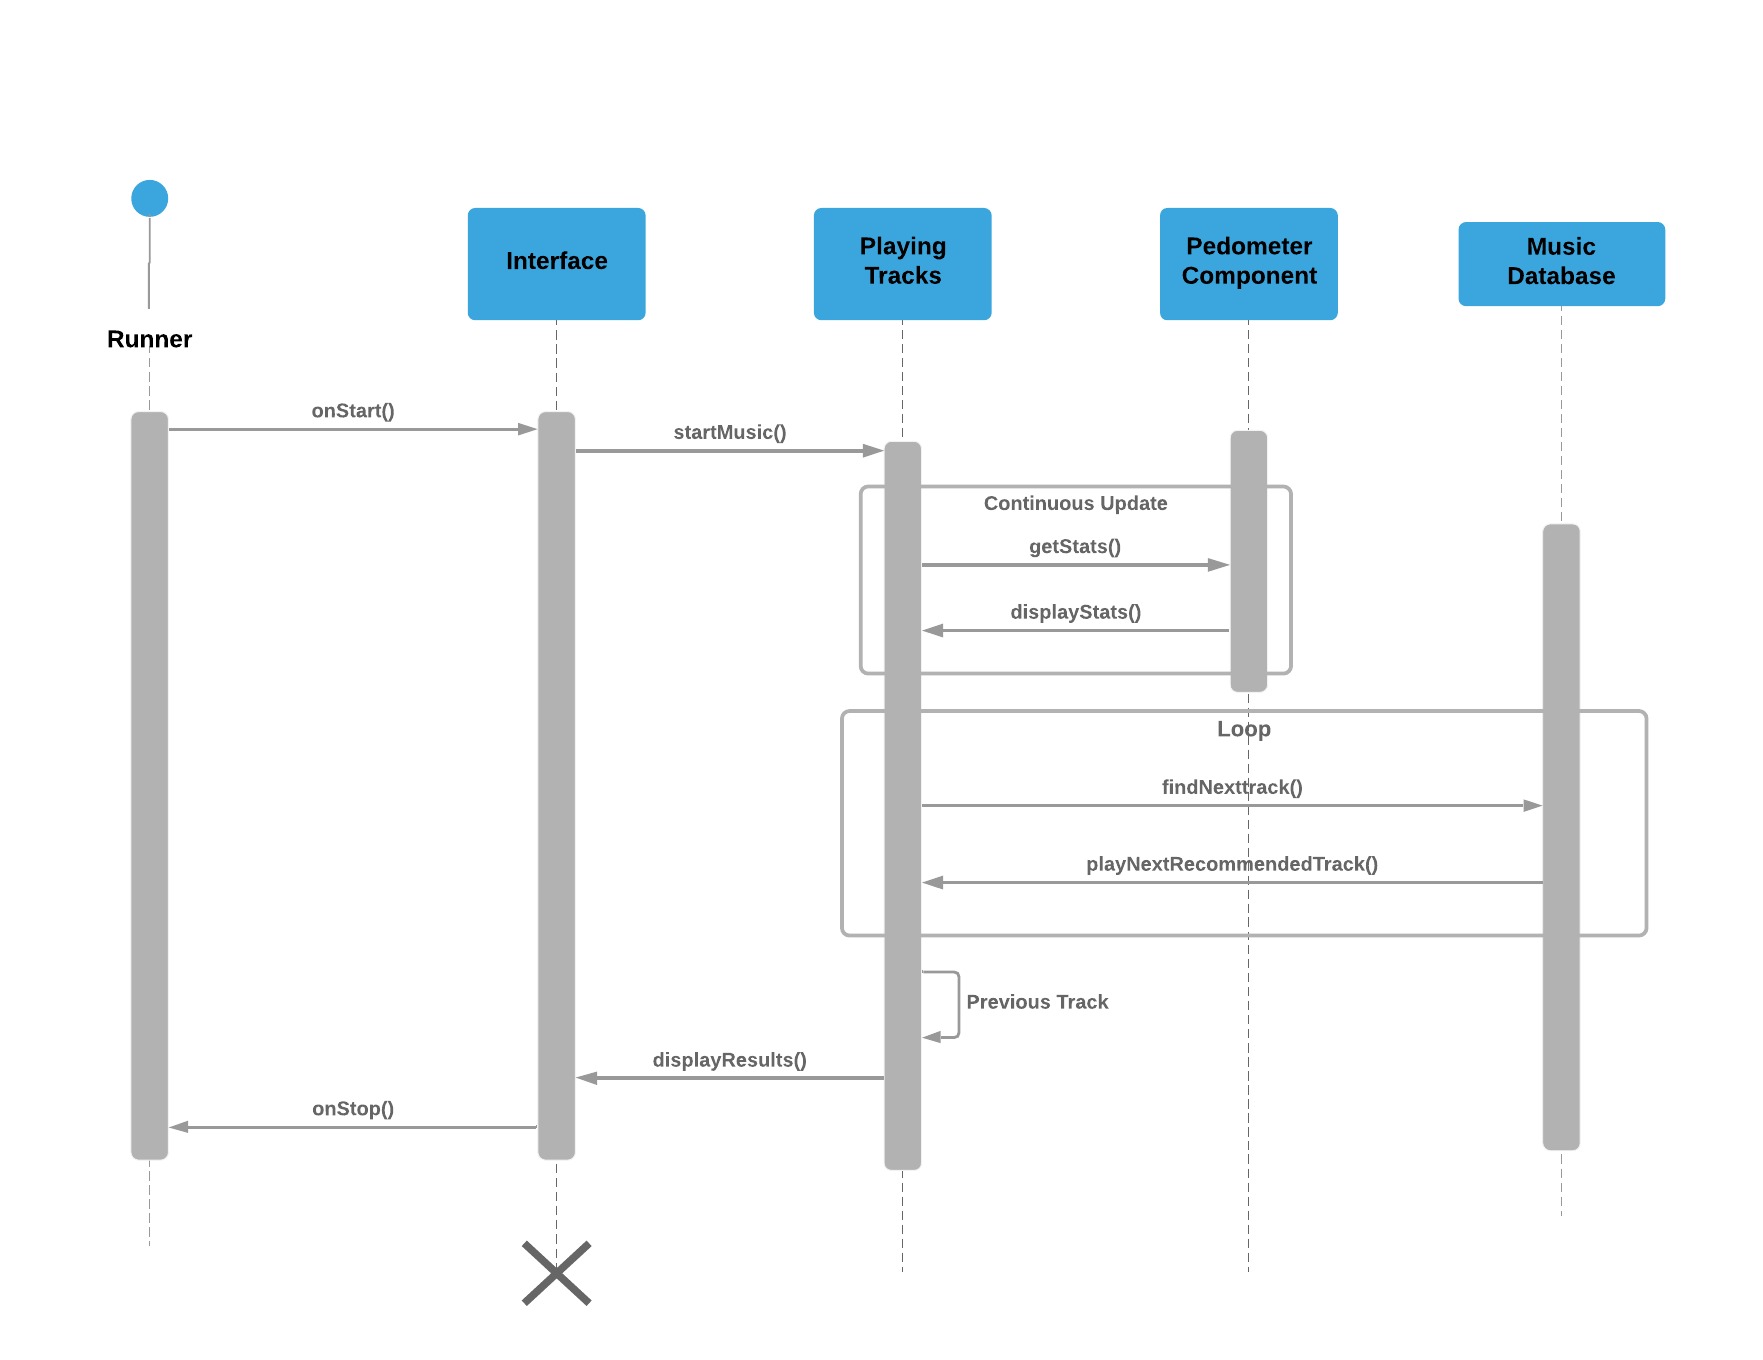 Interface
Playing
Tracks
Pedometer
Component
Music
Database
Runner
onStart()
startMusic()
Continuous Update
getStats()
displayStats()
Loop
findNexttrack()
playNextRecommendedTrack()
Previous Track
displayResults()
onStop()